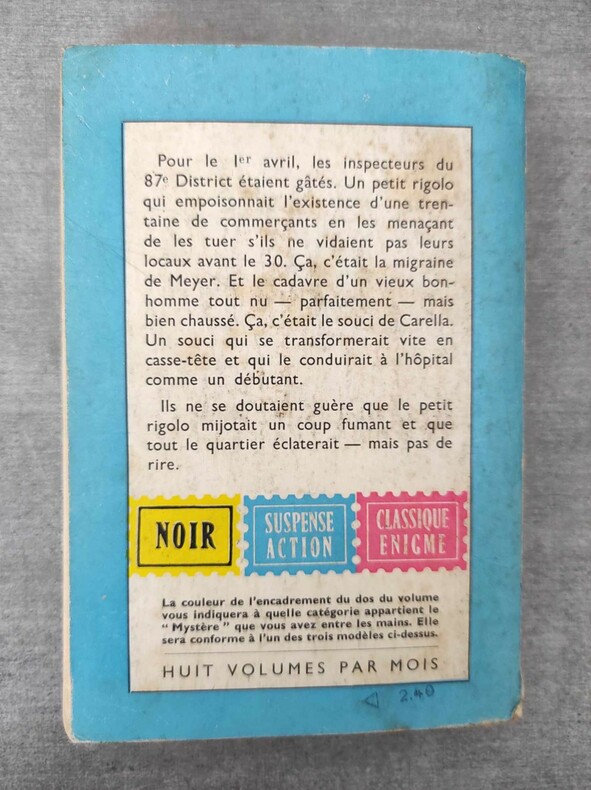 Pour le 1er avril, les inspecteurs du
87e District étaient gâtés. Un petit rigolo
qui empoisonnait l'existence d'une tren-
taine de commerçants en les menaçant
de les tuer s'ils ne vidaient pas leurs
locaux avant le 30. Ça, c'était la migraine
de Meyer. Et le cadavre d'un vieux bon-
homme tout nu — parfaitement — mais
bien chaussé. Ça, c'était le souci de Carella.
Un souci qui se transformerait vite en
casse-tête et qui le conduirait à l'hôpital
comme un débutant.
Ils ne se doutaient guère que le petit
rigolo mijotait un coup fumant et que
tout le quartier éclaterait — mais pas de
rire.
NOIR
SUSPENSE
ACTION
CLASSIQUE
ENIGME
La couleur de l'encadrement du dos du volume
vous indiquera à quelle catégorie appartient le
" Mystère " que vous avez entre les mains. Elle
sera conforme à l'un des trois modèles ci-dessus.
HUIT VOLUMES PAR MOIS
2.40